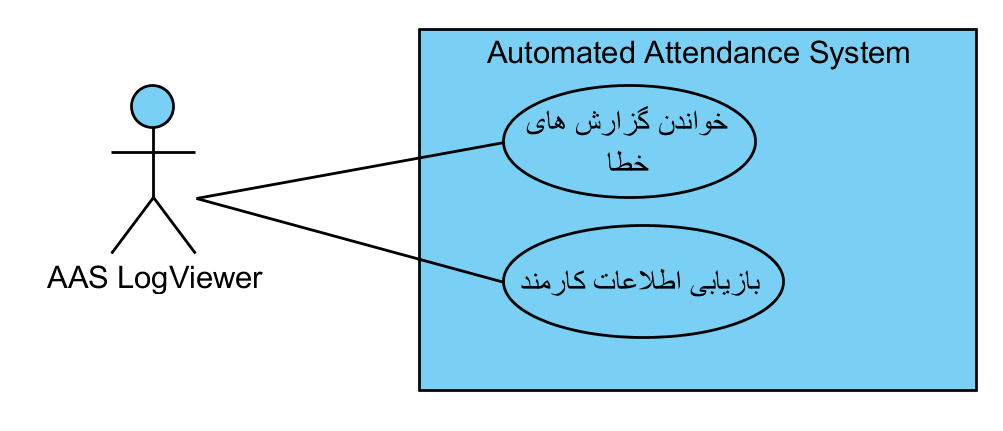 Automated Attendance System
خواندن گزارش های
خطا
بازیابی اطلاعات کارمند
AAS LogViewer